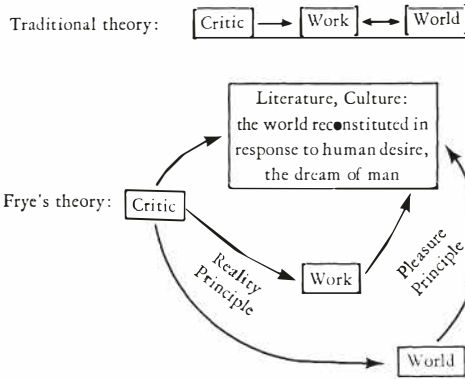 Traditional theory: Critic Work World
Literature, Culture:
the world reconstituted in
response to human desire,
the dream of man
Frye's theory: Critic
Reality
Principle
Work
Pleasure
Principle
World